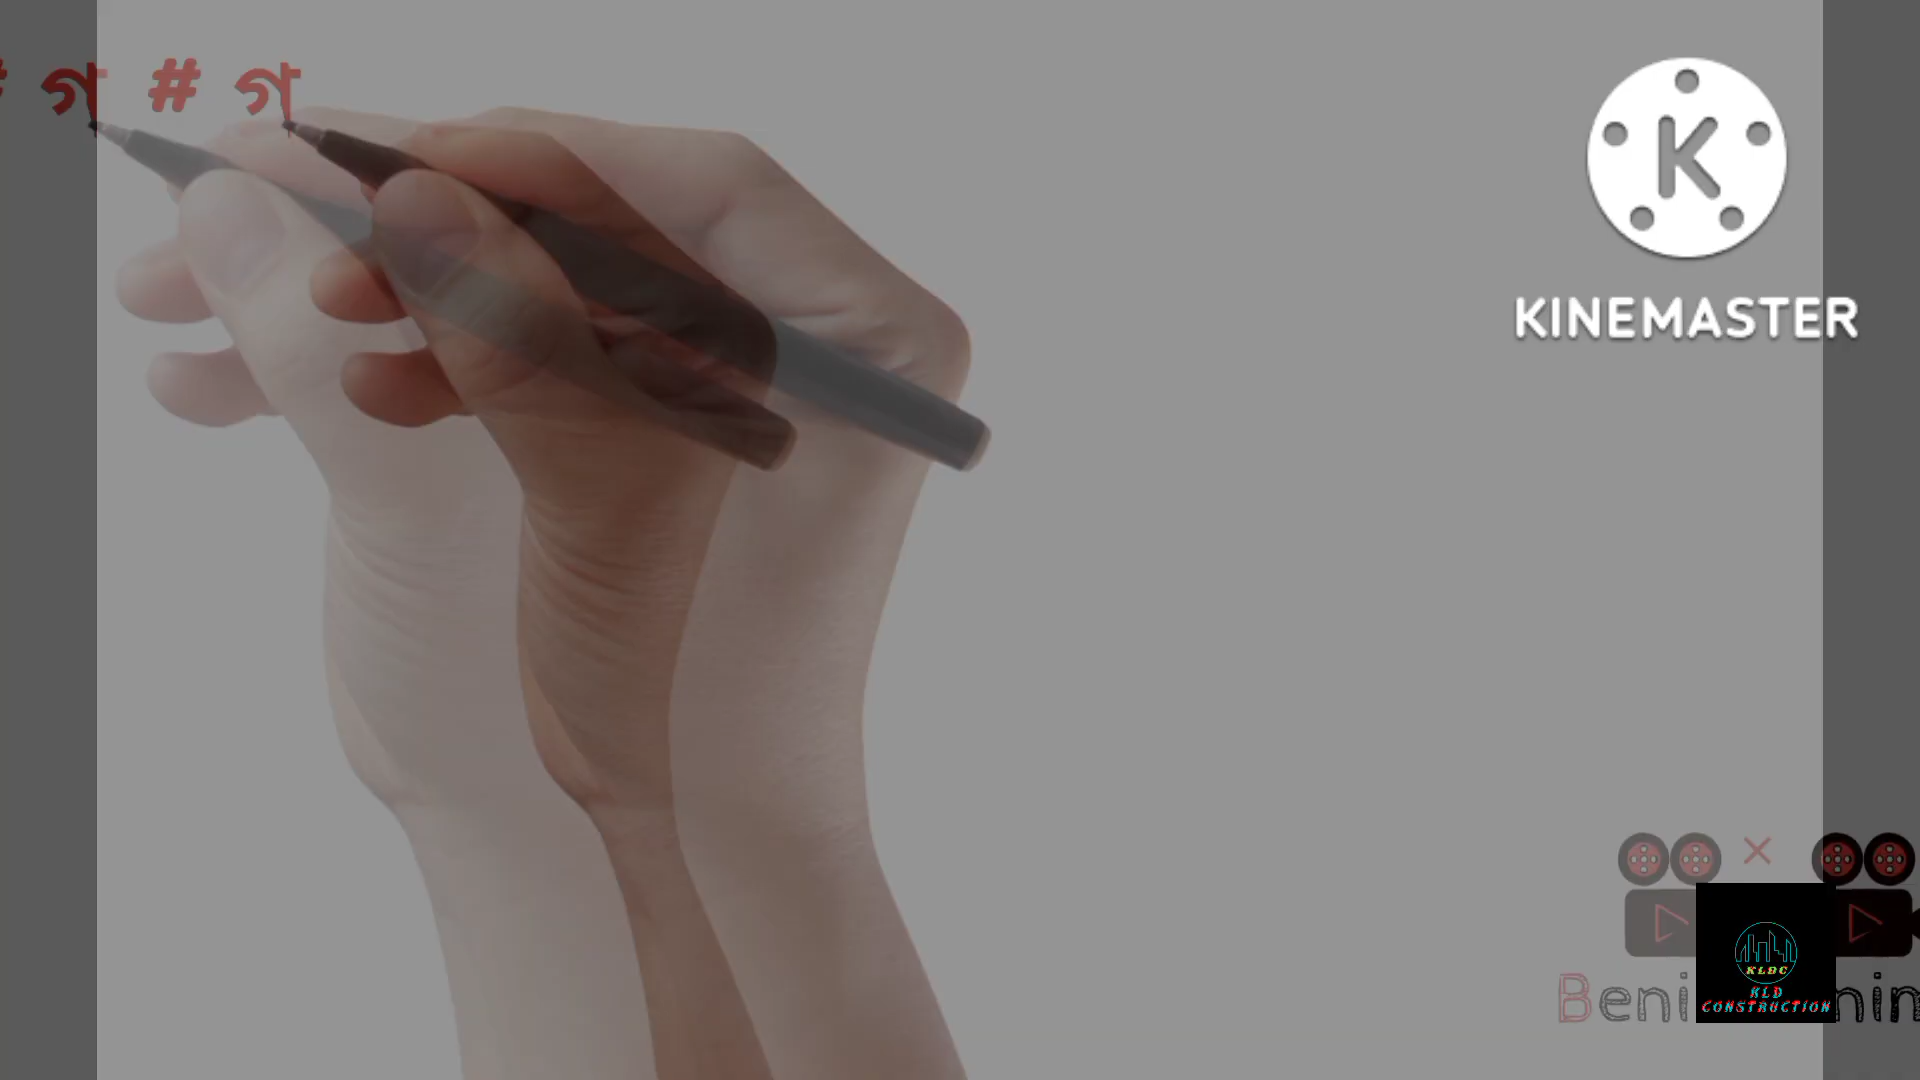 # গ # গ
KINEMASTER
KLDC
KLD
CONSTRUCTION